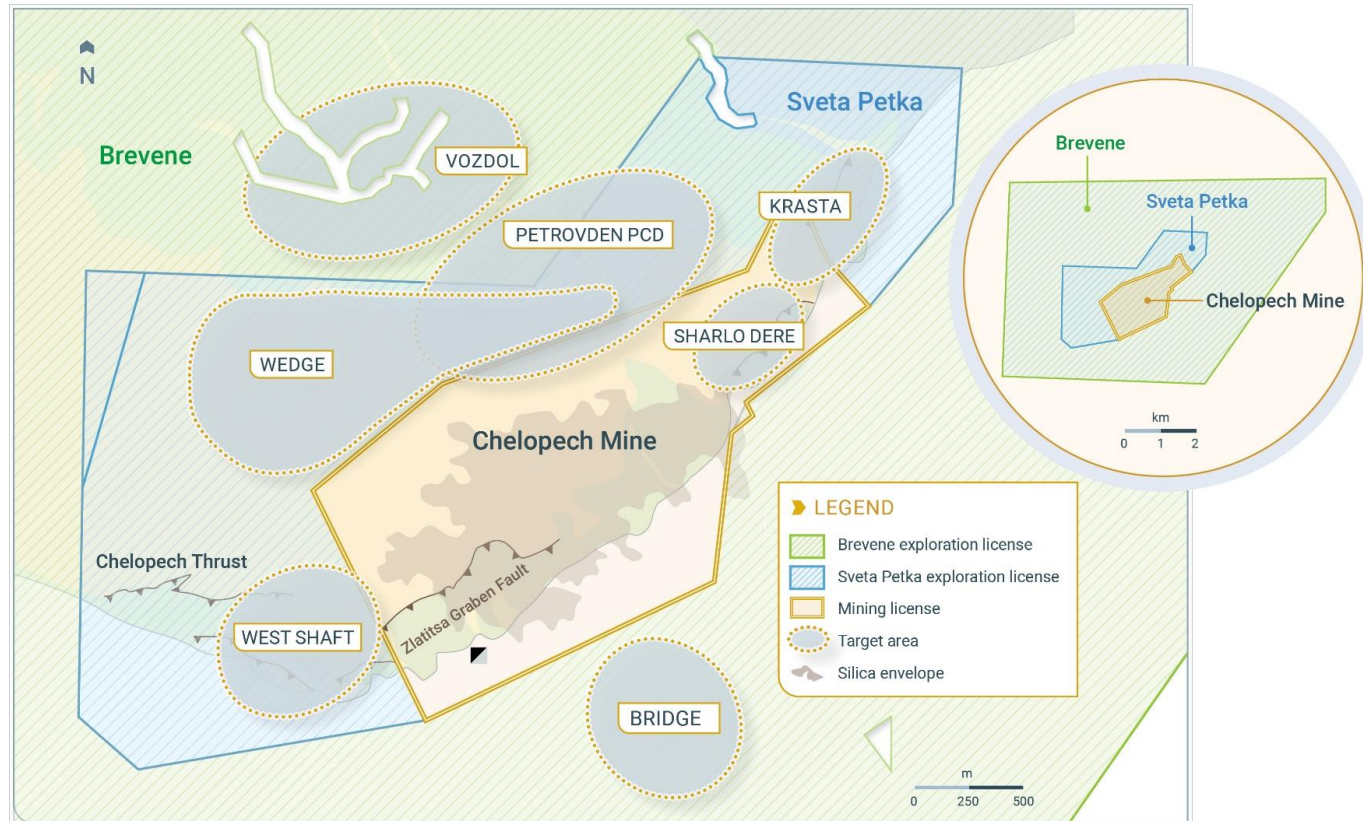 N
Brevene
Sveta Petka
VOZDOL
KRASTA
PETROVDEN PCD
SHARLO DERE
WEDGE
Chelopech Mine
Chelopech Thrust
Zlatitsa Graben Fault
WEST SHAFT
BRIDGE
LEGEND
Brevene exploration license
Sveta Petka exploration license
Mining license
Target area
Silica envelope
m
0 250 500
Brevene
Sveta Petka
Chelopech Mine
km
0 1 2